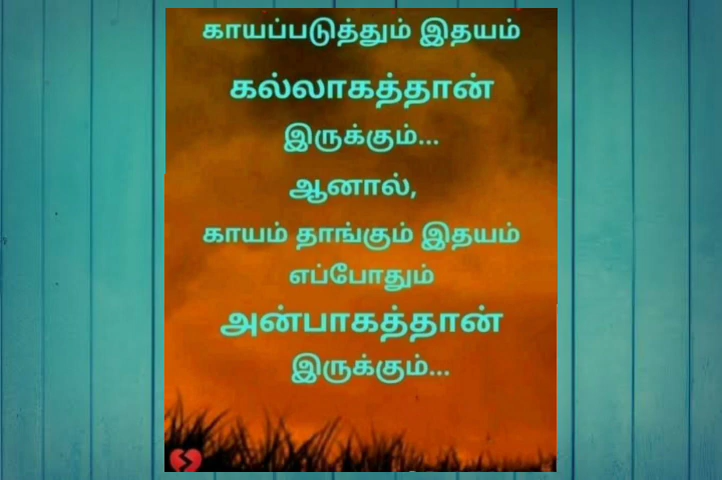 காயப்படுத்தும் இதயம்
கல்லாகத்தான்
இருக்கும்...
ஆனால்,
காயம் தாங்கும் இதயம்
எப்போதும்
அன்பாகத்தான்
இருக்கும்...